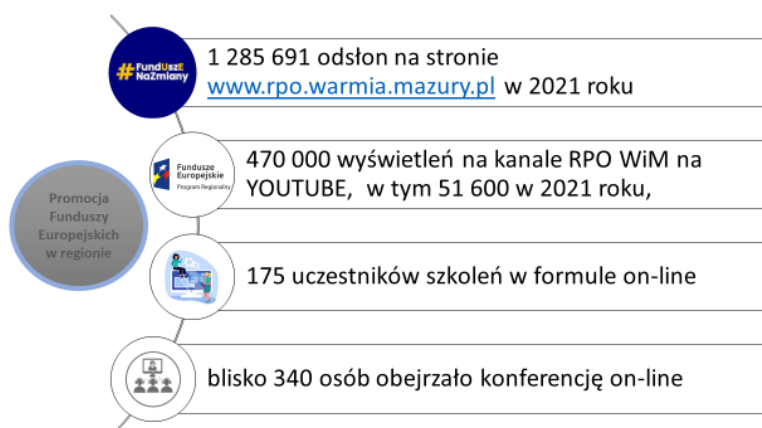 #FundUszE
NaZmiany
1 285 691 odsłon na stronie
www.rpo.warmia.mazury.pl w 2021 roku
Fundusze
Europejskie
Program Regionalny
470 000 wyświetleń na kanale RPO WiM na
YOUTUBE, w tym 51 600 w 2021 roku,
Promocja
Funduszy
Europejskich
w regionie
175 uczestników szkoleń w formule on-line
blisko 340 osób obejrzało konferencję on-line